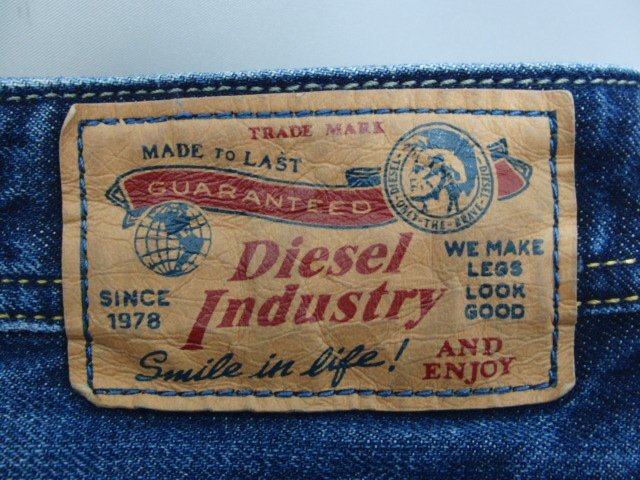 TRADE MARK
MADE TO LAST
GUARANTEED
DIESEL
ONLY-THE-BRAVE
Diesel
Industry
SINCE
1978
WE MAKE
LEGS
LOOK
GOOD
Smile in life!
AND
ENJOY